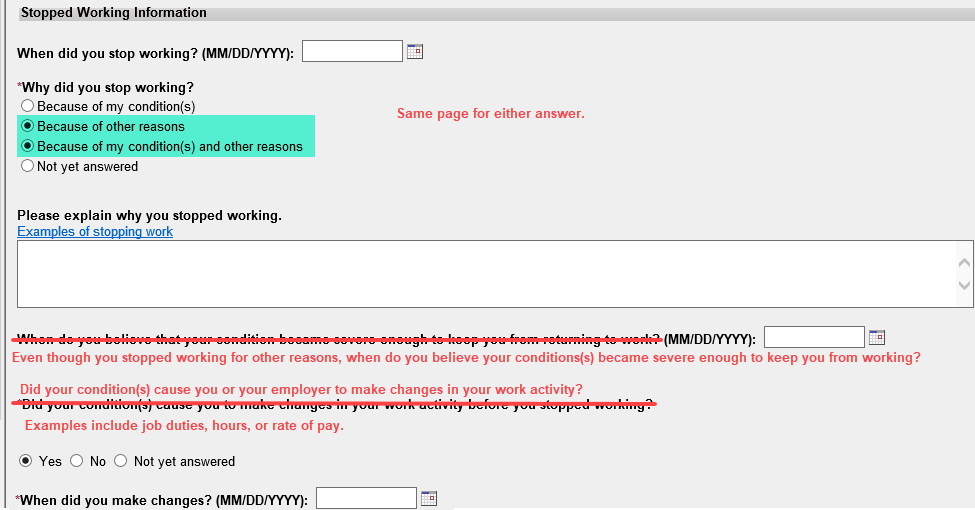 Stopped Working Information
When did you stop working? (MM/DD/YYYY):
*Why did you stop working?
Because of my condition(s)
Same page for either answer.
Because of other reasons
Because of my condition(s) and other reasons
Not yet answered
Please explain why you stopped working.
Examples of stopping work
When do you believe that your condition became severe enough to keep you from returning to work? (MM/DD/YYYY):
Even though you stopped working for other reasons, when do you believe your conditions(s) became severe enough to keep you from working?
Did your condition(s) cause you or your employer to make changes in your work activity?
*Did your condition(s) cause you to make changes in your work activity before you stopped working?
Examples include job duties, hours, or rate of pay.
Yes No Not yet answered
*When did you make changes? (MM/DD/YYYY):